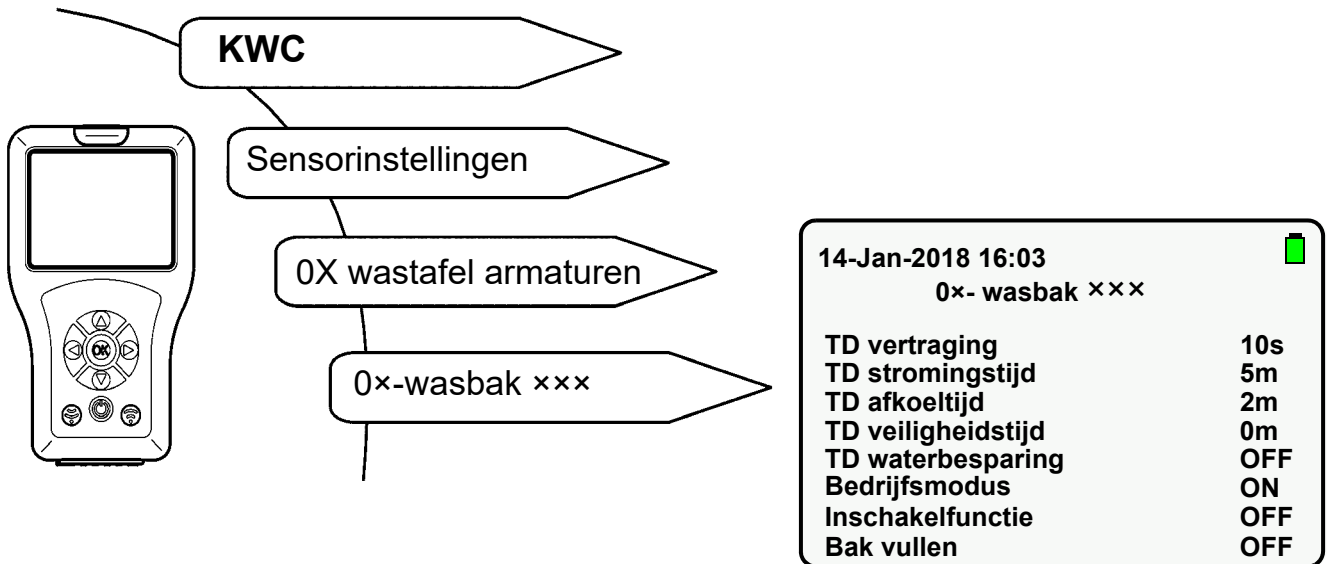 KWC
Sensorinstellingen
0X wastafel armaturen
0×-wasbak ×××
OK
14-Jan-2018 16:03
0×- wasbak ×××
TD vertraging 10s
TD stromingstijd 5m
TD afkoeltijd 2m
TD veiligheidstijd 0m
TD waterbesparing OFF
Bedrijfsmodus ON
Inschakelfunctie OFF
Bak vullen OFF